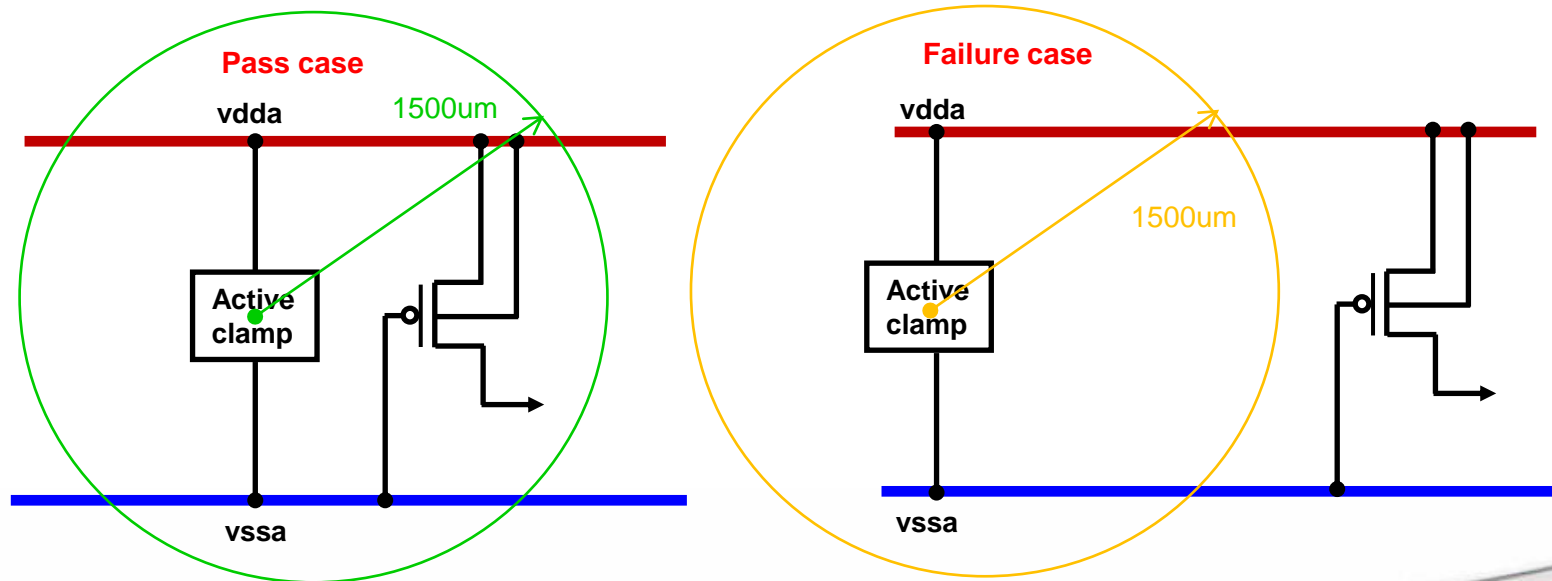 Pass case
vdda
1500um
Active
clamp
vssa
Failure case
vdda
1500um
Active
clamp
vssa